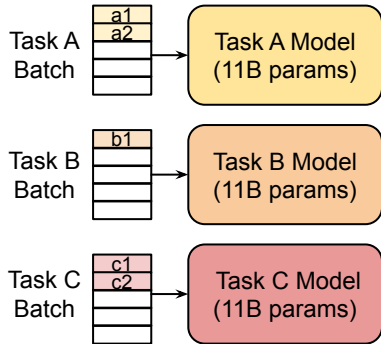 Task A
Batch
a1
a2
Task A Model
(11B params)
Task B
Batch
b1
Task B Model
(11B params)
Task C
Batch
c1
c2
Task C Model
(11B params)